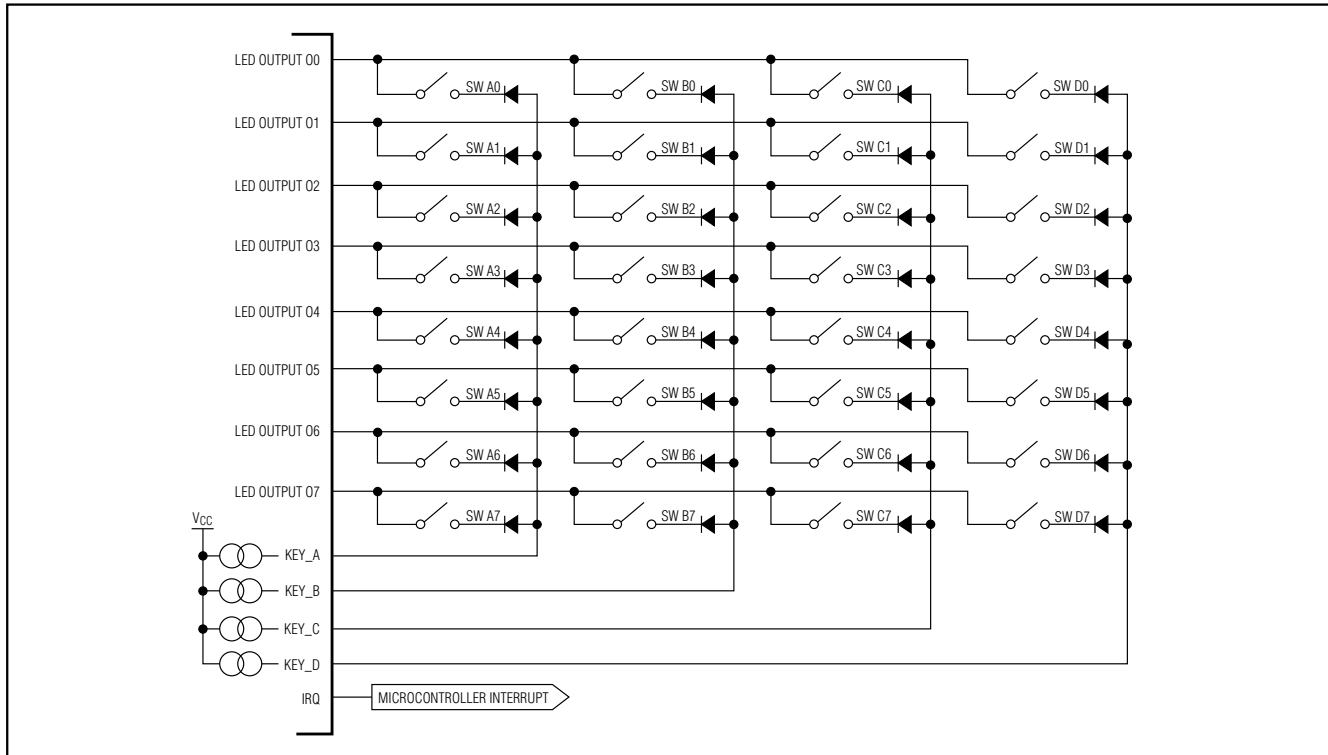 LED OUTPUT O0
SW A0
SW B0
SW C0
SW D0
LED OUTPUT O1
SW A1
SW B1
SW C1
SW D1
LED OUTPUT O2
SW A2
SW B2
SW C2
SW D2
LED OUTPUT O3
SW A3
SW B3
SW C3
SW D3
LED OUTPUT O4
SW A4
SW B4
SW C4
SW D4
LED OUTPUT O5
SW A5
SW B5
SW C5
SW D5
LED OUTPUT O6
SW A6
SW B6
SW C6
SW D6
LED OUTPUT O7
SW A7
SW B7
SW C7
SW D7
VCC
KEY_A
KEY_B
KEY_C
KEY_D
IRQ
MICROCONTROLLER INTERRUPT